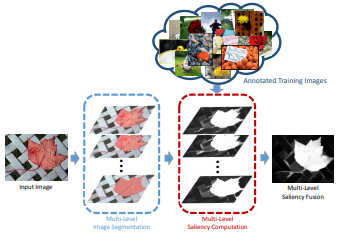 Annotated Training Images
Input Image
Multi-Level
Image Segmentation
Multi-Level
Saliency Computation
Multi-Level
Saliency Fusion